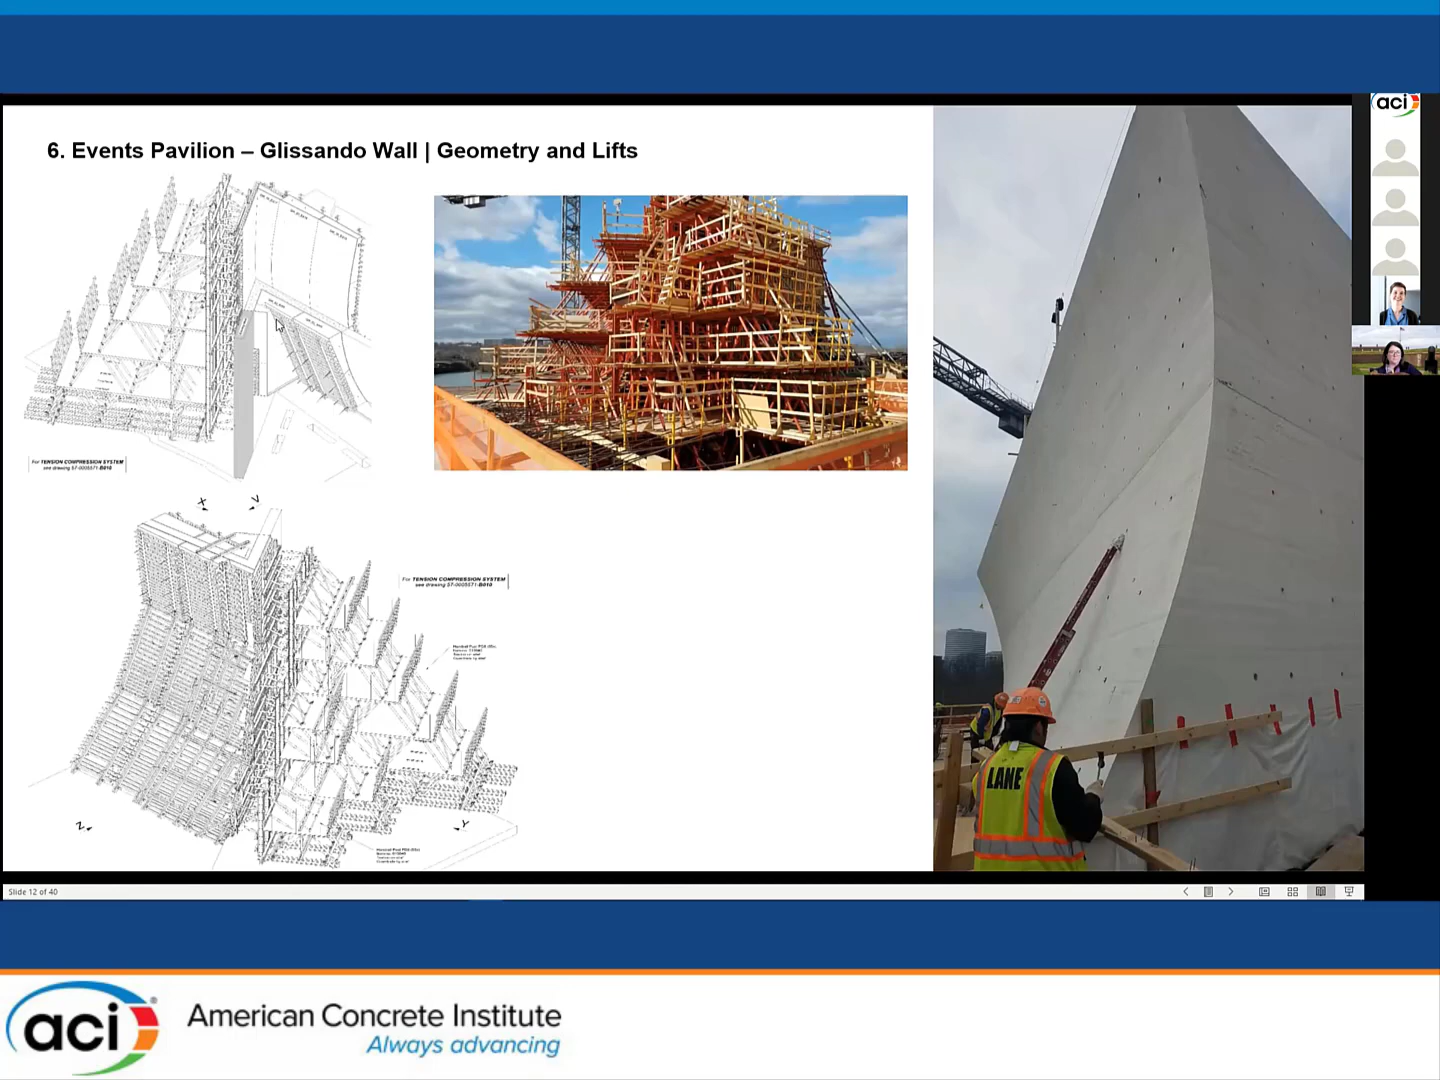 aci
6. Events Pavilion – Glissando Wall | Geometry and Lifts
For TENSION COMPRESSION SYSTEM
see drawing 57-0005571-B010
X
Y
For TENSION COMPRESSION SYSTEM
see drawing 57-0005571-B010
Z
Y
LANE
Slide 12 of 40
aci
American Concrete Institute
Always advancing